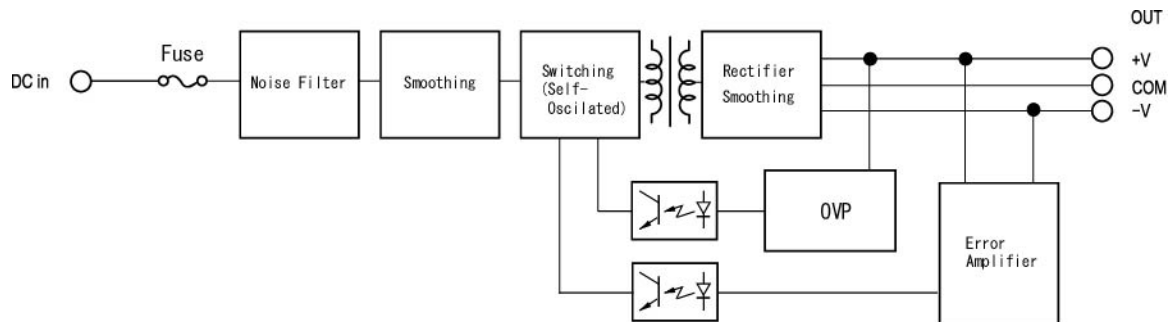 OUT
Fuse
DC in
Noise Filter
Smoothing
Switching
(Self-
Oscilated)
Rectifier
Smoothing
+V
COM
-V
OVP
Error
Amplifier